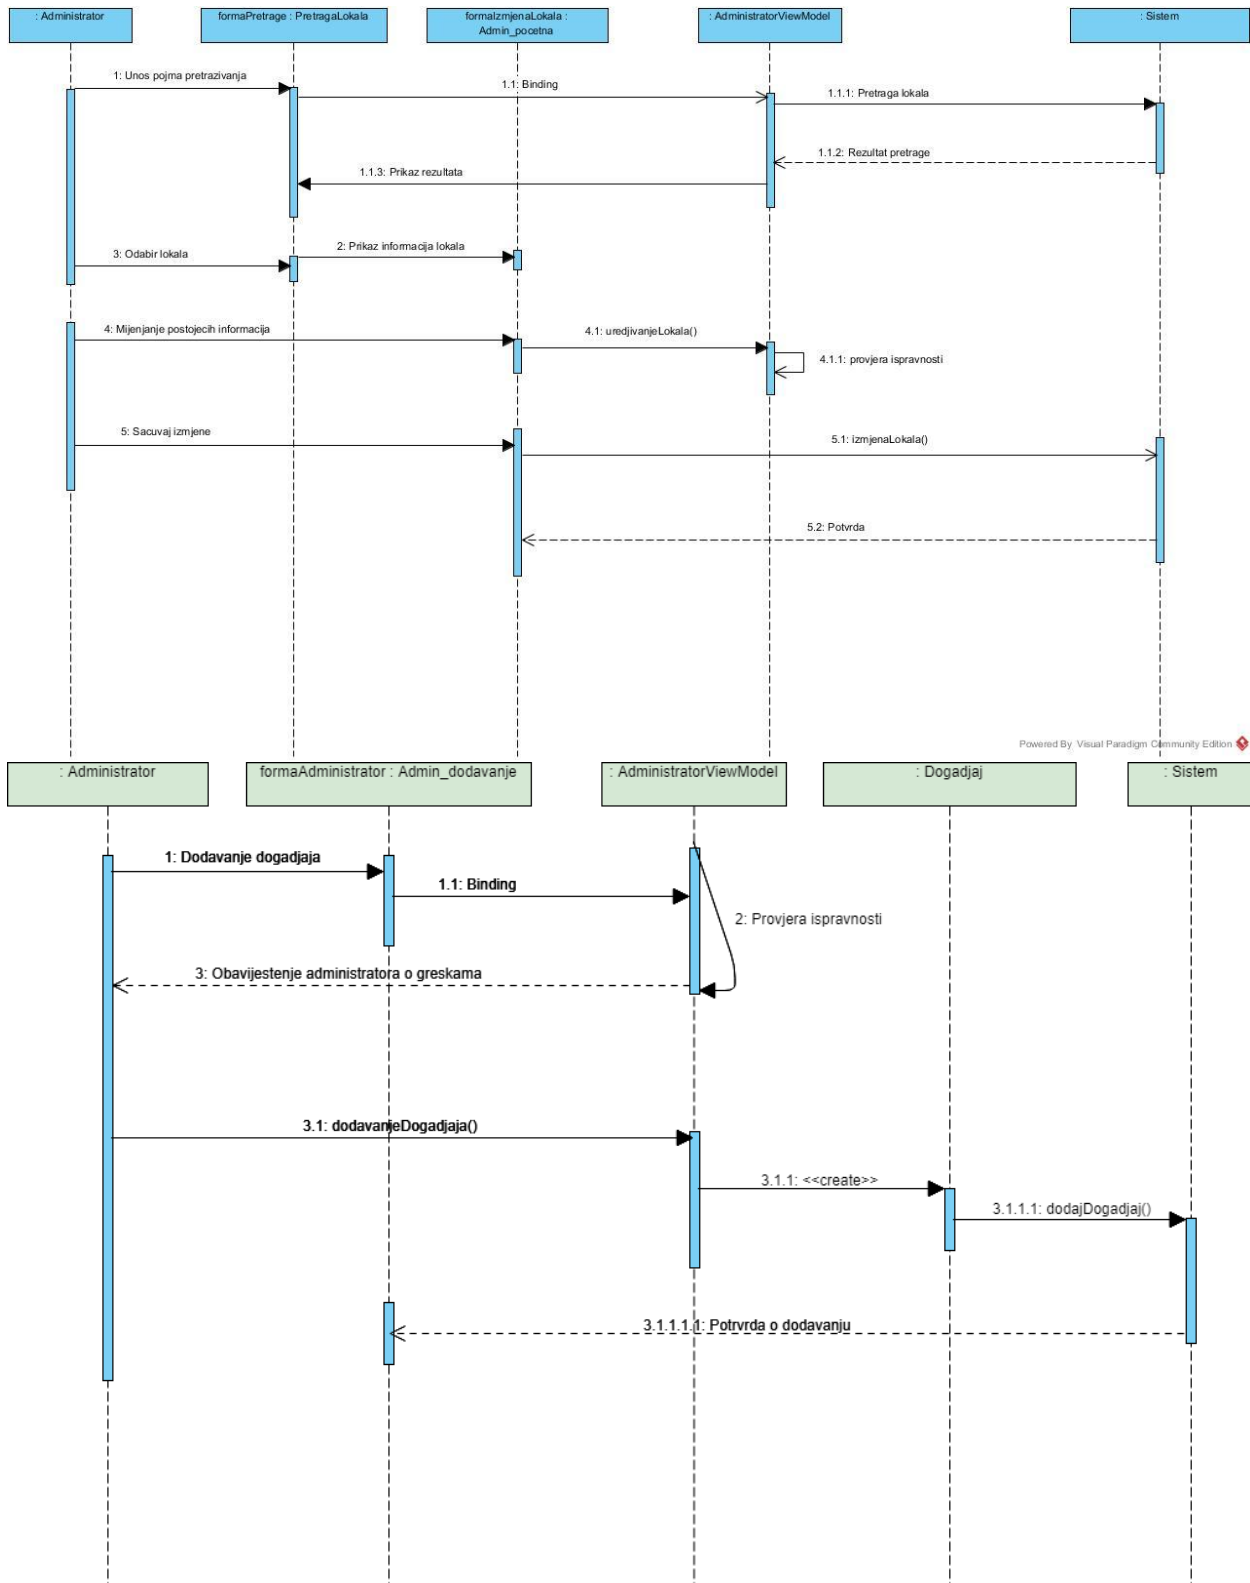 : Administrator
formaPretrage : PretragaLokala
formaIzmjenaLokala :
Admin_pocetna
: AdministratorViewModel
: Sistem
1: Unos pojma pretrazivanja
1.1: Binding
1.1.1: Pretraga lokala
1.1.2: Rezultat pretrage
1.1.3: Prikaz rezultata
2: Prikaz informacija lokala
3: Odabir lokala
4: Mijenjanje postojecih informacija
4.1: uredjivanjeLokala()
4.1.1: provjera ispravnosti
5: Sacuvaj izmjene
5.1: izmjenaLokala()
5.2: Potvrda
Powered By Visual Paradigm Community Edition
: Administrator
formaAdministrator : Admin_dodavanje
: AdministratorViewModel
: Dogadjaj
: Sistem
1: Dodavanje dogadjaja
1.1: Binding
2: Provjera ispravnosti
3: Obavijestenje administratora o greskama
3.1: dodavanjeDogadjaja()
3.1.1: <<create>>
3.1.1.1: dodajDogadjaj()
3.1.1.1.1: Potrvrda o dodavanju